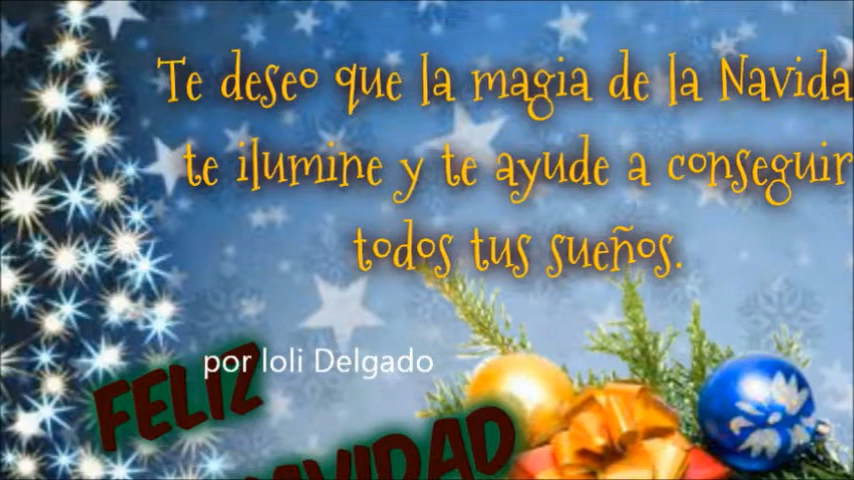 Te deseo que la magia de la Navida
te ilumine y te ayude a conseguir
todos tus sueños.
por loli Delgado
FELIZ
NAVIDAD